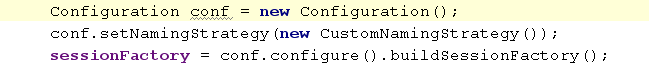 Configuration conf = new Configuration();
conf.setNamingStrategy(new CustomNamingStrategy());
sessionFactory = conf.configure().buildSessionFactory();